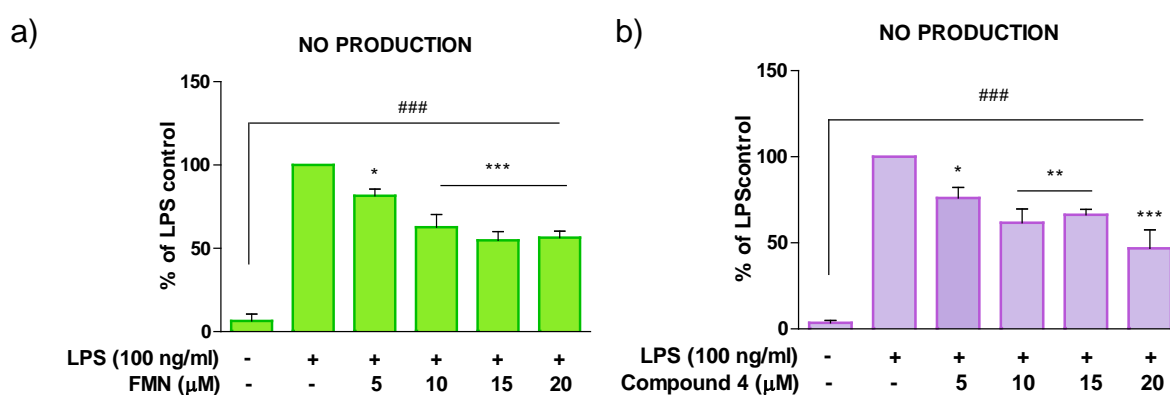 a)
NO PRODUCTION
150
100
50
0
% of LPS control
###
*
***
LPS (100 ng/ml) - + + + + +
FMN (μM) - - 5 10 15 20
b)
NO PRODUCTION
150
100
50
0
% of LPScontrol
###
*
**
***
LPS (100 ng/ml) - + + + + +
Compound 4 (μM) - - 5 10 15 20